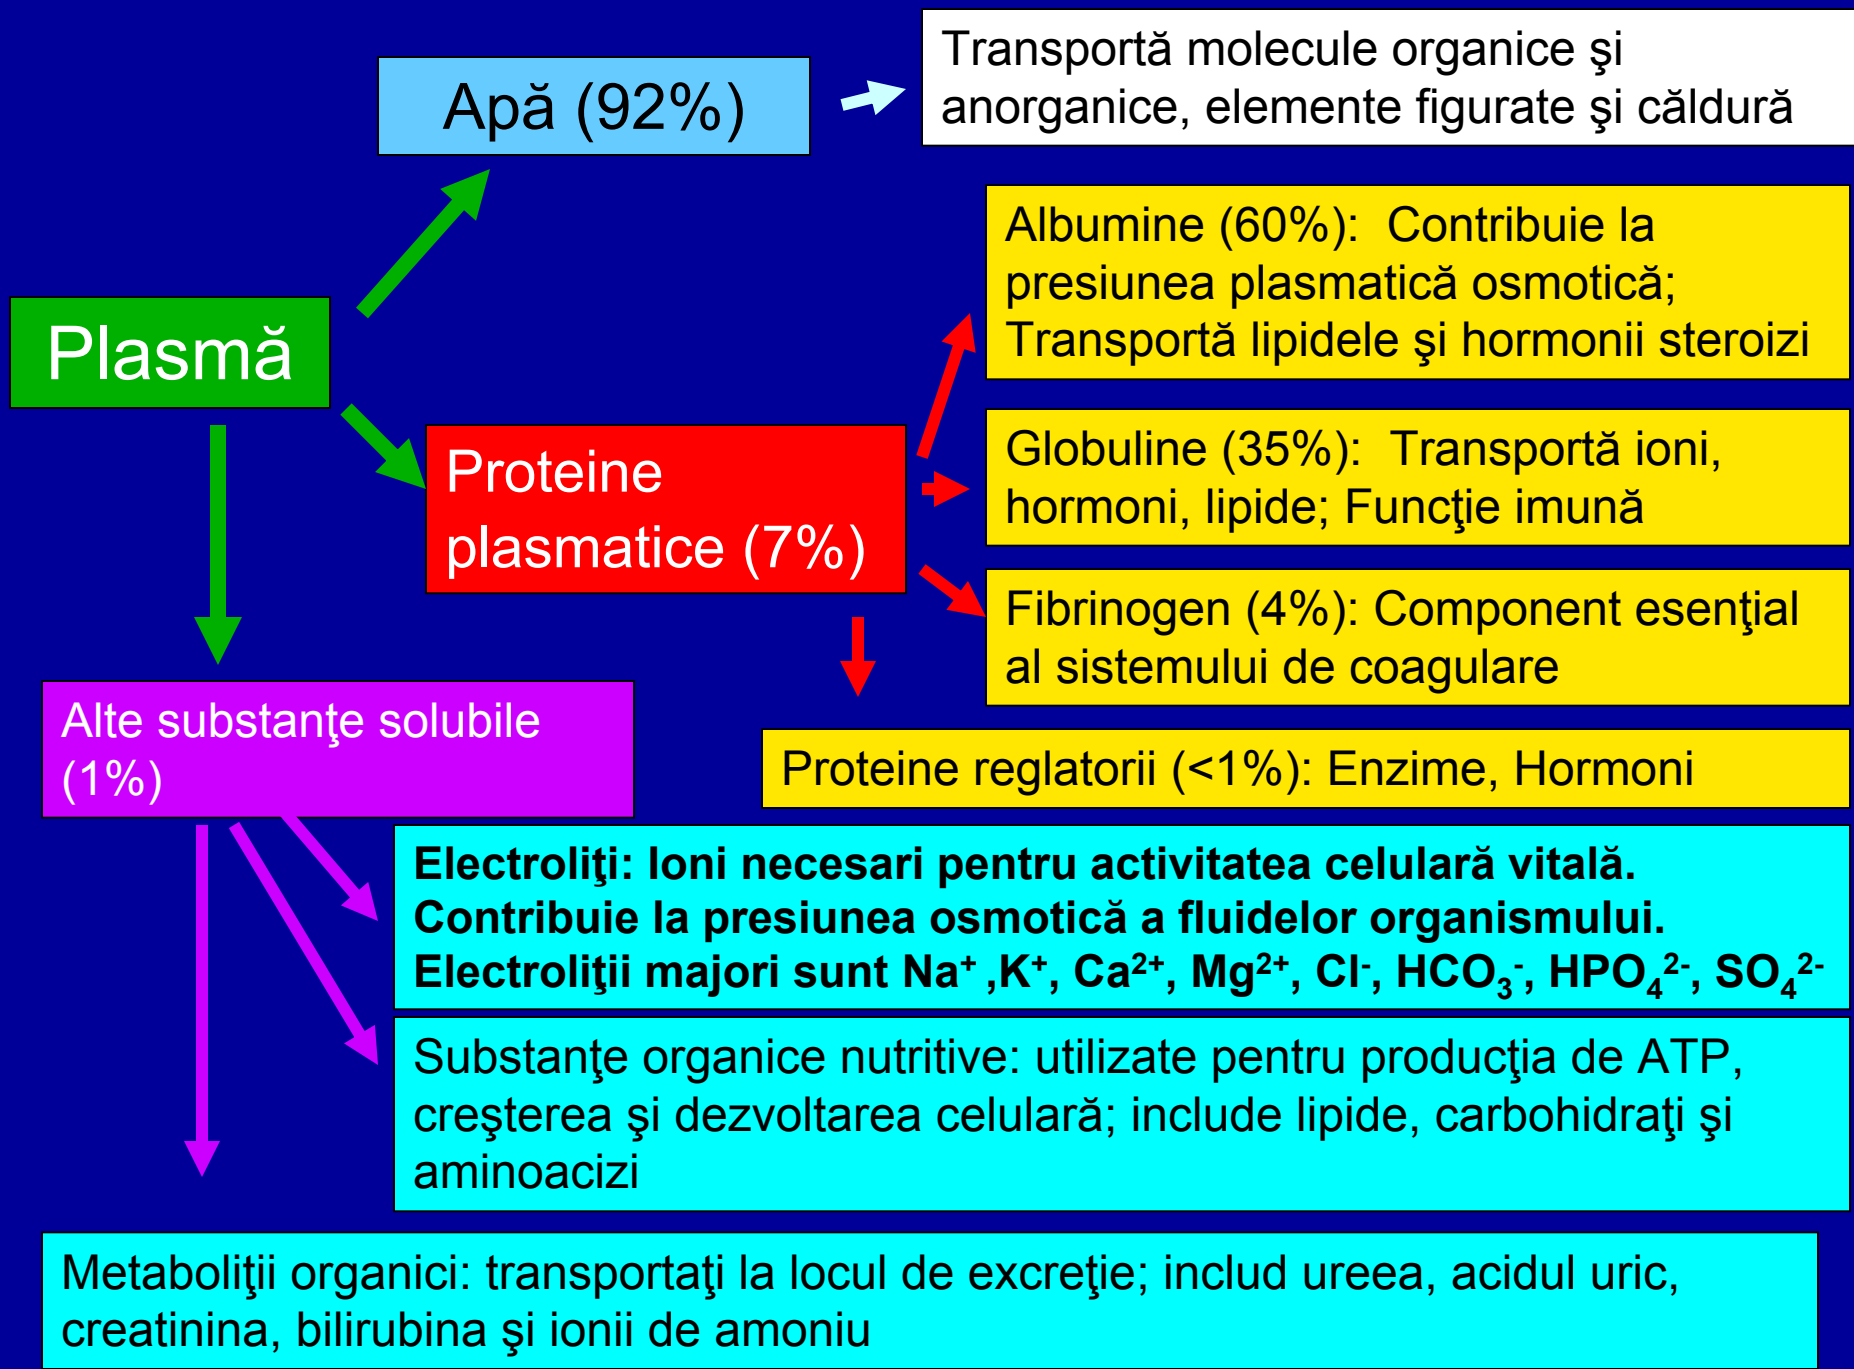 Apă (92%)
Transportă molecule organice şi
anorganice, elemente figurate şi căldură
Plasmă
Proteine
plasmatice (7%)
Albumine (60%):  Contribuie la
presiunea plasmatică osmotică;
Transportă lipidele şi hormonii steroizi
Globuline (35%):  Transportă ioni,
hormoni, lipide; Funcţie imună
Fibrinogen (4%): Component esenţial
al sistemului de coagulare
Proteine reglatorii (<1%): Enzime, Hormoni
Alte substanţe solubile
(1%)
Electroliţi: Ioni necesari pentru activitatea celulară vitală.
Contribuie la presiunea osmotică a fluidelor organismului.
Electroliţii majori sunt Na⁺ ,K⁺, Ca²⁺, Mg²⁺, Cl⁻, HCO₃⁻, HPO₄²⁻, SO₄²⁻
Substanţe organice nutritive: utilizate pentru producţia de ATP,
creşterea şi dezvoltarea celulară; include lipide, carbohidraţi şi
aminoacizi
Metaboliţii organici: transportaţi la locul de excreţie; includ ureea, acidul uric,
creatinina, bilirubina şi ionii de amoniu